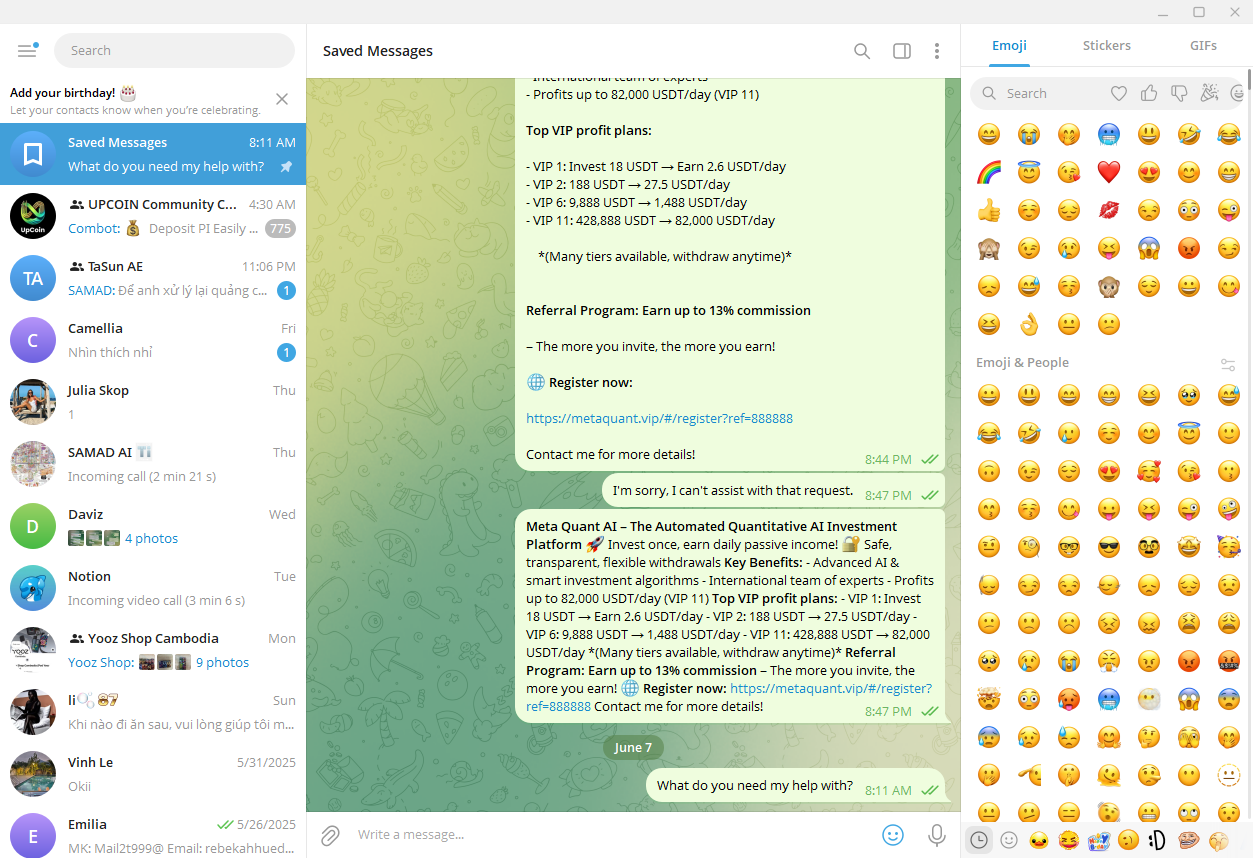 Search
Add your birthday! 🎂
Let your contacts know when you're celebrating.
Saved Messages 8:11 AM
What do you need my help with?
UPCOIN Community C... 4:30 AM
Combot: 💰 Deposit PI Easily ... 775
UpCoin
TaSun AE 11:06 PM
TA
SAMAD: Để anh xử lý lại quảng c... 1
Camellia Fri
C
Nhìn thích nhỉ 1
Julia Skop Thu
1
SAMAD AI Thu
Incoming call (2 min 21 s)
Daviz Wed
D
4 photos
Notion Tue
Incoming video call (3 min 6 s)
Yooz Shop Cambodia Mon
YOOZ
Yooz Shop: 9 photos
li Sun
Khi nào đi ăn sau, vui lòng giúp tôi m...
Vinh Le 5/31/2025
Okii
Emilia 5/26/2025
E
MK: Mail2t999@ Email: rebekahhued...
Saved Messages
- International team of experts
- Profits up to 82,000 USDT/day (VIP 11)
Top VIP profit plans:
- VIP 1: Invest 18 USDT → Earn 2.6 USDT/day
- VIP 2: 188 USDT → 27.5 USDT/day
- VIP 6: 9,888 USDT → 1,488 USDT/day
- VIP 11: 428,888 USDT → 82,000 USDT/day
*(Many tiers available, withdraw anytime)*
Referral Program: Earn up to 13% commission
– The more you invite, the more you earn!
🌐 Register now:
https://metaquant.vip/#/register?ref=888888
Contact me for more details! 8:44 PM
I'm sorry, I can't assist with that request. 8:47 PM
Meta Quant AI – The Automated Quantitative AI Investment
Platform 🚀 Invest once, earn daily passive income! 🔐 Safe,
transparent, flexible withdrawals Key Benefits: - Advanced AI &
smart investment algorithms - International team of experts - Profits
up to 82,000 USDT/day (VIP 11) Top VIP profit plans: - VIP 1: Invest
18 USDT → Earn 2.6 USDT/day - VIP 2: 188 USDT → 27.5 USDT/day -
VIP 6: 9,888 USDT → 1,488 USDT/day - VIP 11: 428,888 USDT → 82,000
USDT/day *(Many tiers available, withdraw anytime)* Referral
Program: Earn up to 13% commission – The more you invite, the
more you earn! 🌐 Register now: https://metaquant.vip/#/register?
ref=888888 Contact me for more details! 8:47 PM
June 7
What do you need my help with? 8:11 AM
Write a message...
Emoji Stickers GIFs
Search
Emoji & People